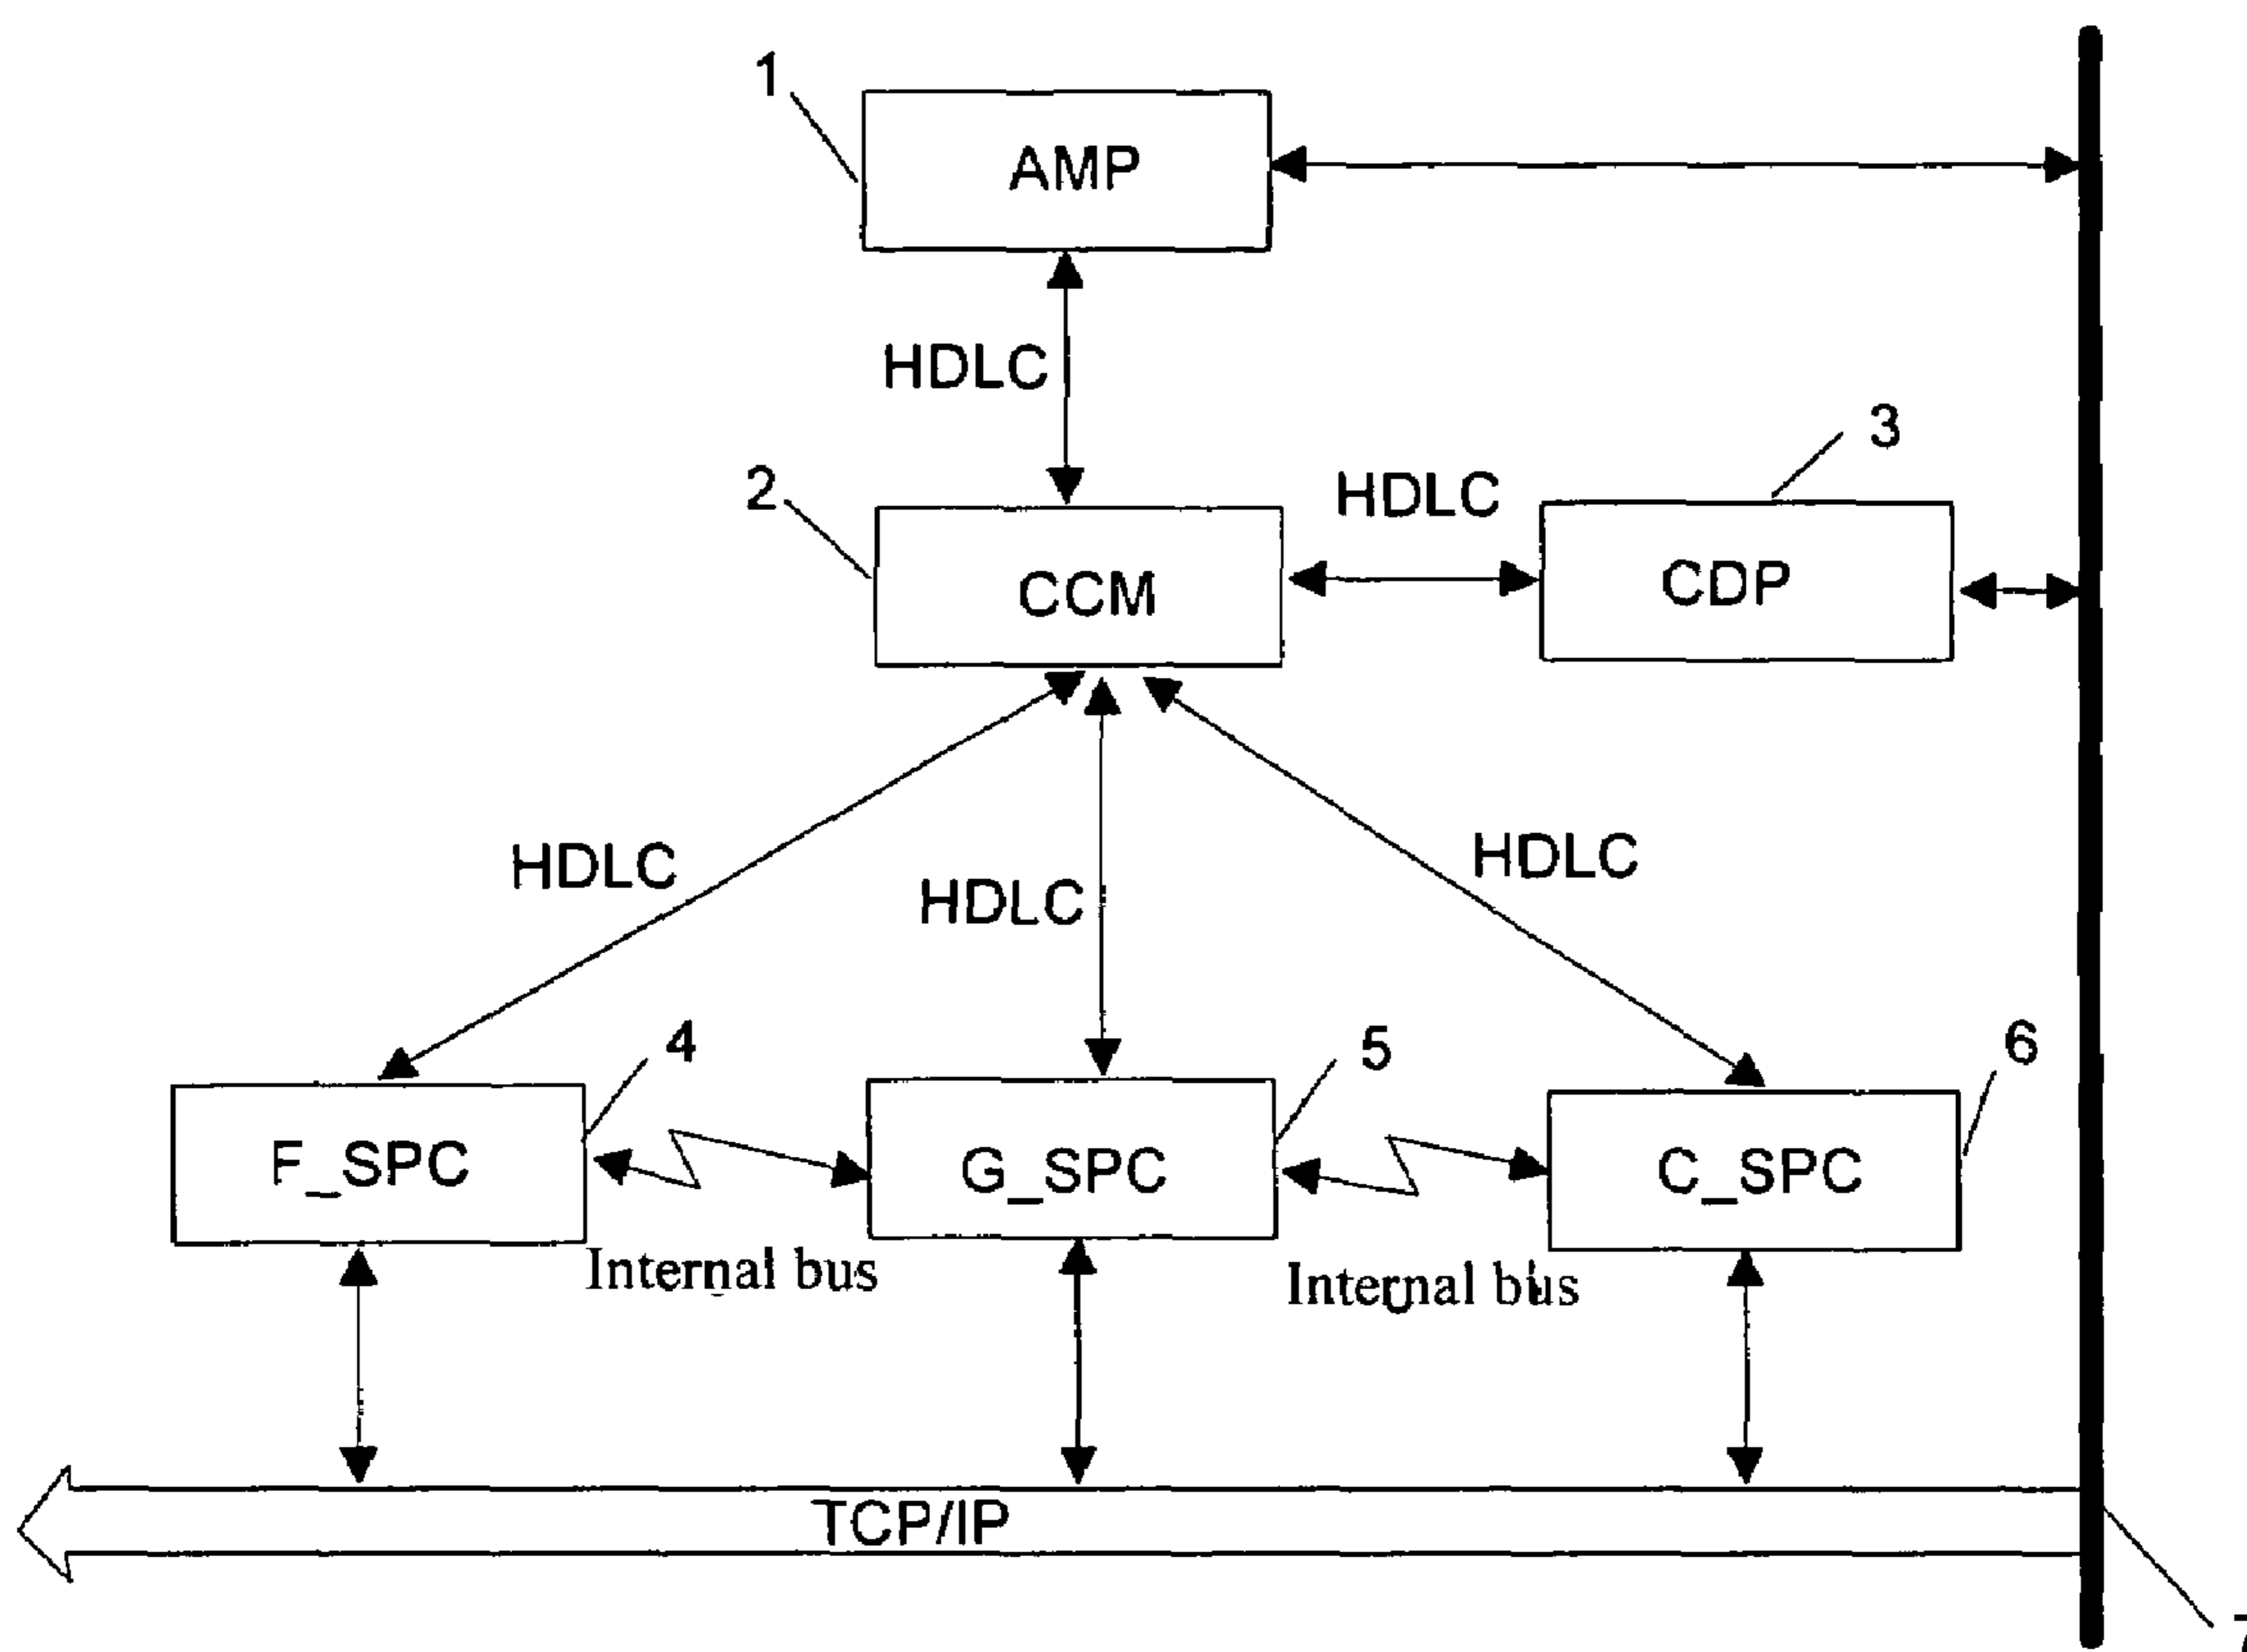 1
AMP
HDLC
3
2
HDLC
CCM
CDP
HDLC
HDLC
HDLC
4
5
6
F_SPC
G_SPC
C_SPC
Internal bus
Internal bus
TCP/IP
7